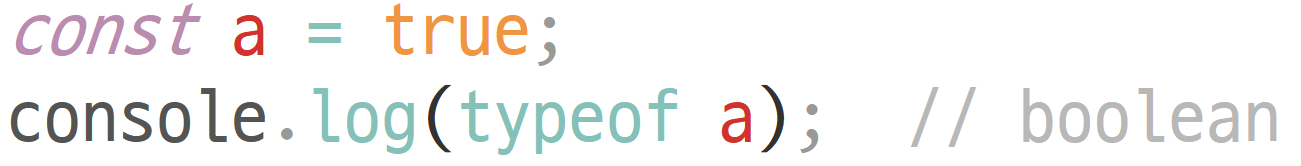 const a = true;
console.log(typeof a);  // boolean